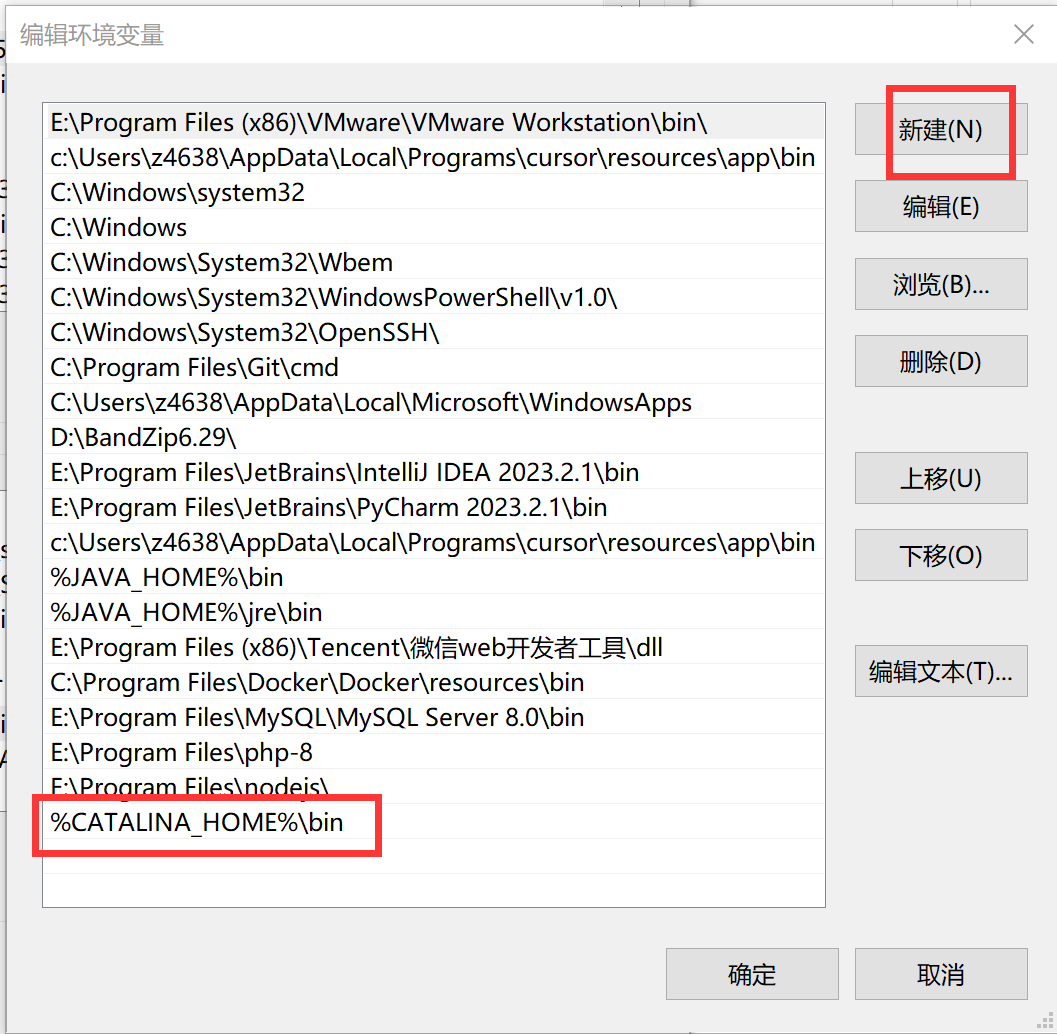 编辑环境变量
E:\Program Files (x86)\VMware\VMware Workstation\bin\
c:\Users\z4638\AppData\Local\Programs\cursor\resources\app\bin
C:\Windows\system32
C:\Windows
C:\Windows\System32\Wbem
C:\Windows\System32\WindowsPowerShell\v1.0\
C:\Windows\System32\OpenSSH\
C:\Program Files\Git\cmd
C:\Users\z4638\AppData\Local\Microsoft\WindowsApps
D:\BandZip6.29\
E:\Program Files\JetBrains\IntelliJ IDEA 2023.2.1\bin
E:\Program Files\JetBrains\PyCharm 2023.2.1\bin
c:\Users\z4638\AppData\Local\Programs\cursor\resources\app\bin
%JAVA_HOME%\bin
%JAVA_HOME%\jre\bin
E:\Program Files (x86)\Tencent\微信web开发者工具\dll
C:\Program Files\Docker\Docker\resources\bin
E:\Program Files\MySQL\MySQL Server 8.0\bin
E:\Program Files\php-8
E:\Program Files\nodejs\
%CATALINA_HOME%\bin
新建(N)
编辑(E)
浏览(B)...
删除(D)
上移(U)
下移(O)
编辑文本(T)...
确定
取消